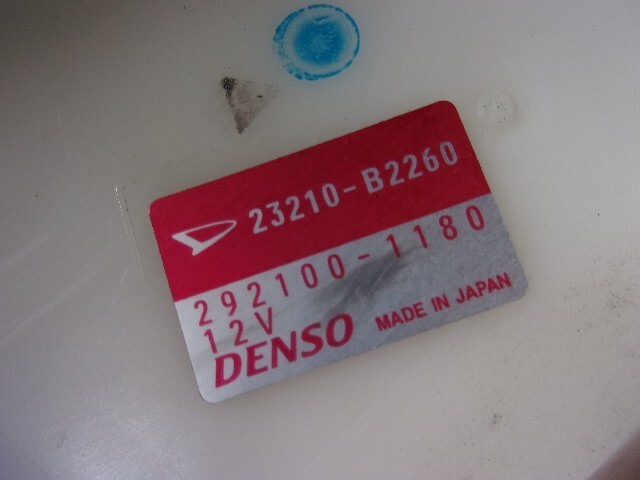 23210-B2260
292100-1180
12V
DENSO MADE IN JAPAN